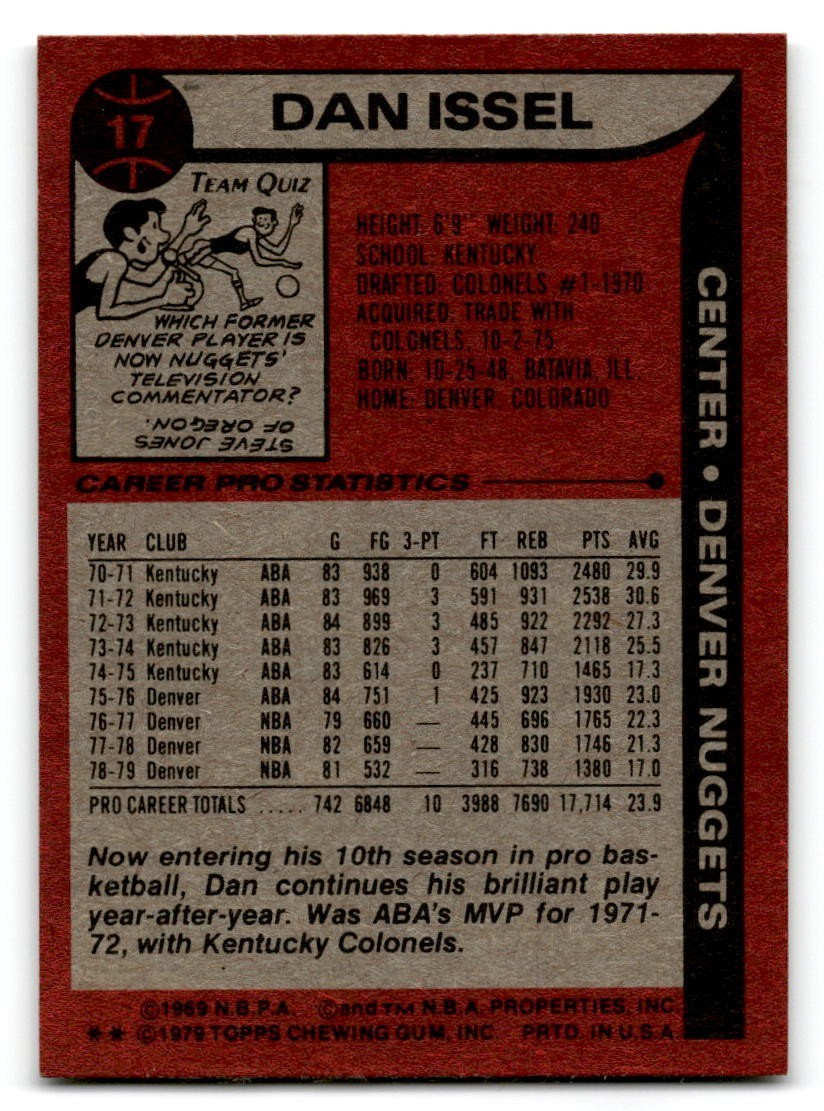 17
DAN ISSEL
TEAM QUIZ
WHICH FORMER
DENVER PLAYER IS
NOW NUGGETS'
TELEVISION
COMMENTATOR?
STEVE JONES
OF OREGON.
HEIGHT: 6'9" WEIGHT: 240
SCHOOL: KENTUCKY
DRAFTED: COLONELS #1-1970
ACQUIRED: TRADE WITH
COLONELS, 10-2-75
BORN: 10-25-48, BATAVIA, ILL.
HOME: DENVER, COLORADO
CENTER • DENVER NUGGETS
CAREER PRO STATISTICS
YEAR CLUB G FG 3-PT FT REB PTS AVG
70-71 Kentucky ABA 83 938 0 604 1093 2480 29.9
71-72 Kentucky ABA 83 969 3 591 931 2538 30.6
72-73 Kentucky ABA 84 899 3 485 922 2292 27.3
73-74 Kentucky ABA 83 826 3 457 847 2118 25.5
74-75 Kentucky ABA 83 614 0 237 710 1465 17.3
75-76 Denver ABA 84 751 1 425 923 1930 23.0
76-77 Denver NBA 79 660 — 445 696 1765 22.3
77-78 Denver NBA 82 659 — 428 830 1746 21.3
78-79 Denver NBA 81 532 — 316 738 1380 17.0
PRO CAREER TOTALS ..... 742 6848 10 3988 7690 17,714 23.9
Now entering his 10th season in pro bas-
ketball, Dan continues his brilliant play
year-after-year. Was ABA's MVP for 1971-
72, with Kentucky Colonels.
©1969 N.B.P.A. ©and TM N.B.A. PROPERTIES, INC.
** ©1979 TOPPS CHEWING GUM, INC. PRTD. IN U.S.A.